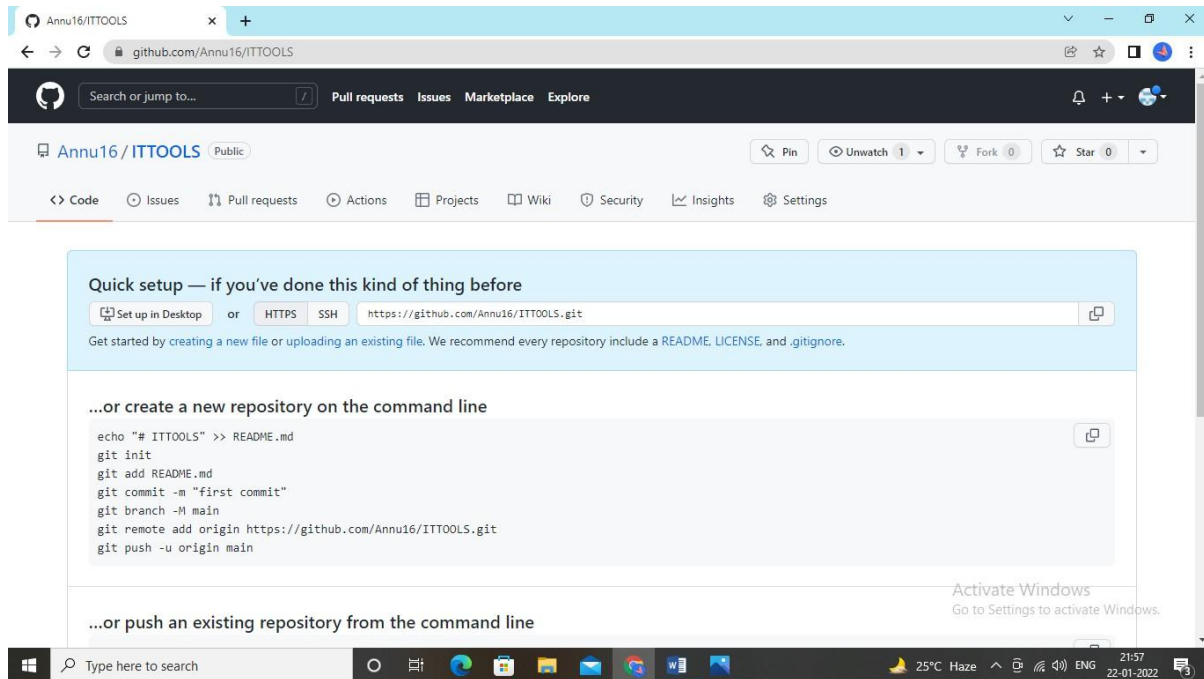 Annu16/ITTOOLS
github.com/Annu16/ITTOOLS
Search or jump to... / Pull requests Issues Marketplace Explore
Annu16 / ITTOOLS Public Pin Unwatch 1 Fork 0 Star 0
<> Code Issues Pull requests Actions Projects Wiki Security Insights Settings
Quick setup — if you've done this kind of thing before
Set up in Desktop or HTTPS SSH https://github.com/Annu16/ITTOOLS.git
Get started by creating a new file or uploading an existing file. We recommend every repository include a README, LICENSE, and .gitignore.
...or create a new repository on the command line
echo "# ITTOOLS" >> README.md
git init
git add README.md
git commit -m "first commit"
git branch -M main
git remote add origin https://github.com/Annu16/ITTOOLS.git
git push -u origin main
Activate Windows
Go to Settings to activate Windows.
...or push an existing repository from the command line
Type here to search 25°C Haze ENG 21:57
22-01-2022 3